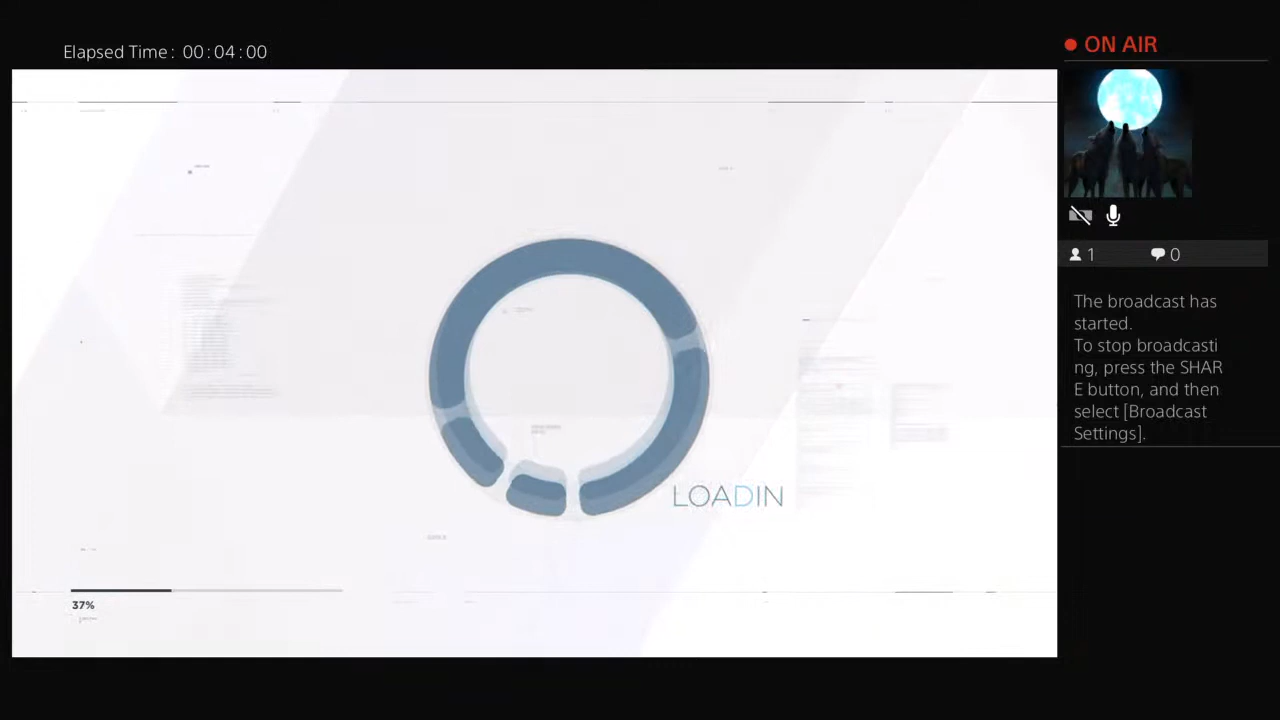 Elapsed Time: 00:04:00
ON AIR
1
0
The broadcast has
started.
To stop broadcasti
ng, press the SHAR
E button, and then
select [Broadcast
Settings].
LOADIN
37%